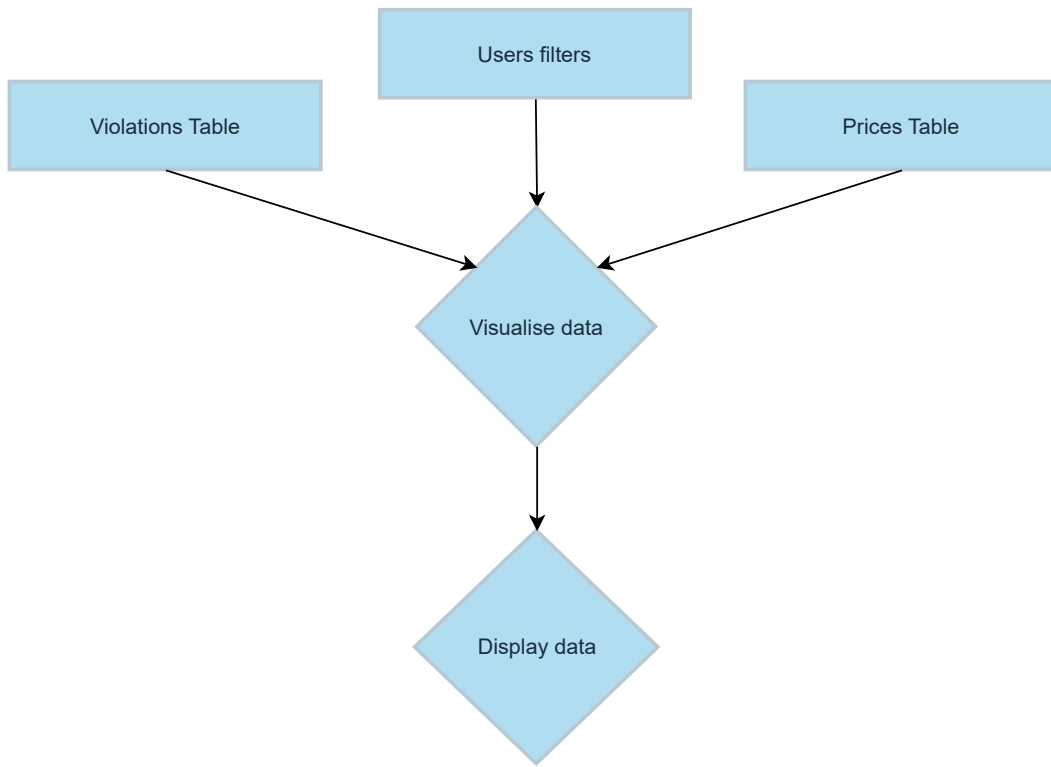 Users filters
Violations Table
Prices Table
Visualise data
Display data